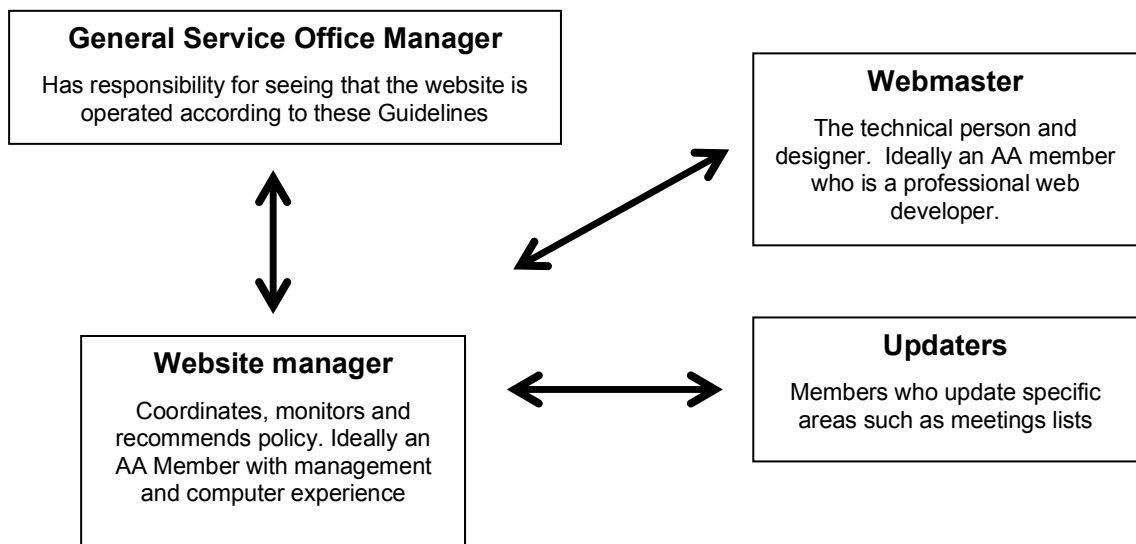 General Service Office Manager
Has responsibility for seeing that the website is
operated according to these Guidelines
Webmaster
The technical person and
designer.  Ideally an AA member
who is a professional web
developer.
Website manager
Coordinates, monitors and
recommends policy. Ideally an
AA Member with management
and computer experience
Updaters
Members who update specific
areas such as meetings lists